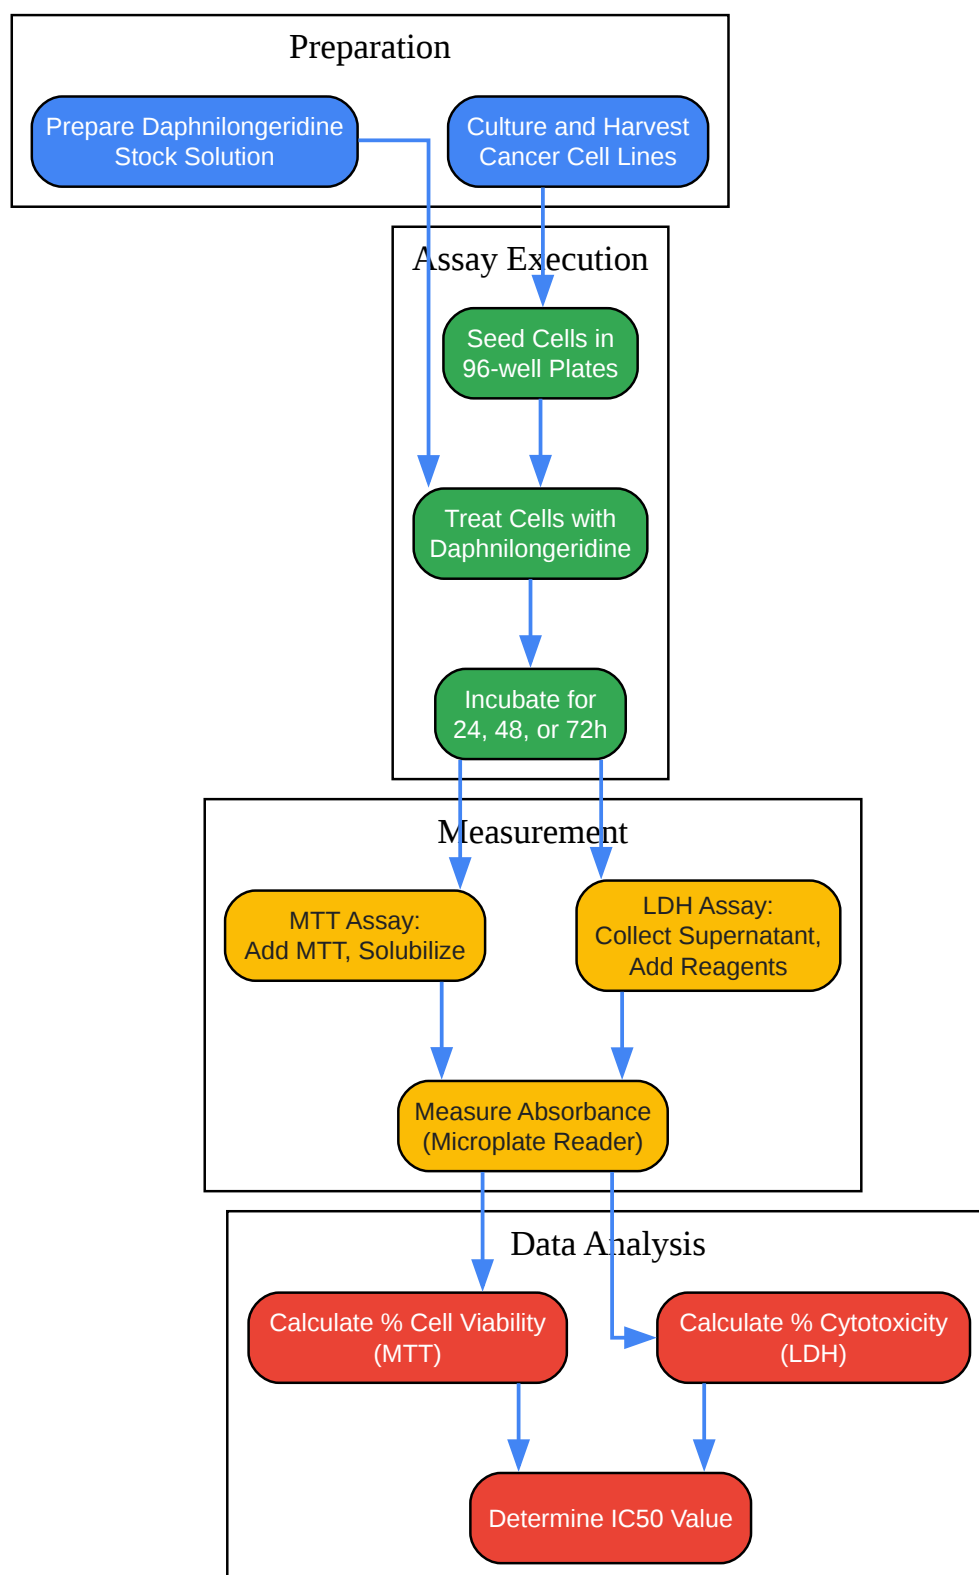 Preparation
Prepare Daphnilongeridine
Stock Solution
Culture and Harvest
Cancer Cell Lines
Assay Execution
Seed Cells in
96-well Plates
Treat Cells with
Daphnilongeridine
Incubate for
24, 48, or 72h
Measurement
MTT Assay:
Add MTT, Solubilize
LDH Assay:
Collect Supernatant,
Add Reagents
Measure Absorbance
(Microplate Reader)
Data Analysis
Calculate % Cell Viability
(MTT)
Calculate % Cytotoxicity
(LDH)
Determine IC50 Value